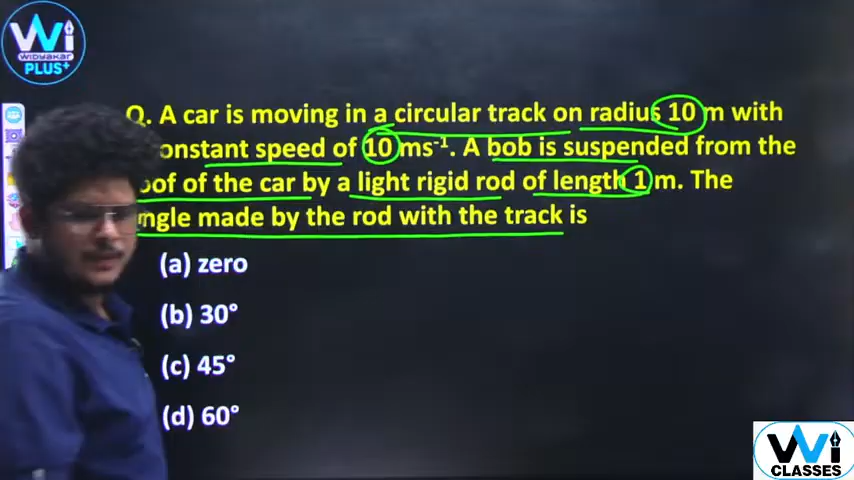 Wi
WIDYAKAR
PLUS+
Q. A car is moving in a circular track on radius 10 m with
onstant speed of 10 ms⁻¹. A bob is suspended from the
oof of the car by a light rigid rod of length 1 m. The
ngle made by the rod with the track is
(a) zero
(b) 30°
(c) 45°
(d) 60°
Wi
CLASSES